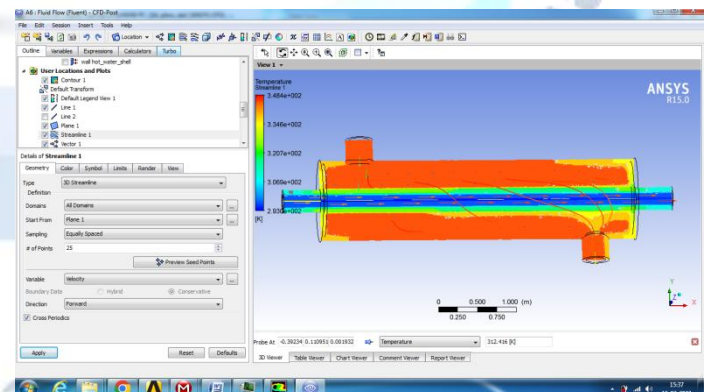 A6 : Fluid Flow (Fluent) - CFD-Post
File Edit Session Insert Tools Help
Location
Outline Variables Expressions Calculators Turbo
wall hot_water_shell
User Locations and Plots
Contour 1
Default Transform
Default Legend View 1
Line 1
Line 2
Plane 1
Streamline 1
Vector 1
Details of Streamline 1
Geometry Color Symbol Limits Render View
Type 3D Streamline
Definition
Domains All Domains
Start From Plane 1
Sampling Equally Spaced
# of Points 25
Preview Seed Points
Variable Velocity
Boundary Data Hybrid Conservative
Direction Forward
Cross Periodics
Apply Reset Defaults
View 1
Temperature
Streamline 1
3.484e+002
3.346e+002
3.207e+002
3.069e+002
[K]
ANSYS
R15.0
0 0.500 1.000 (m)
0.250 0.750
Y
Z X
Probe At -0.39234 0.110951 0.001932 Temperature 312.416 [K]
3D Viewer Table Viewer Chart Viewer Comment Viewer Report Viewer
15:37